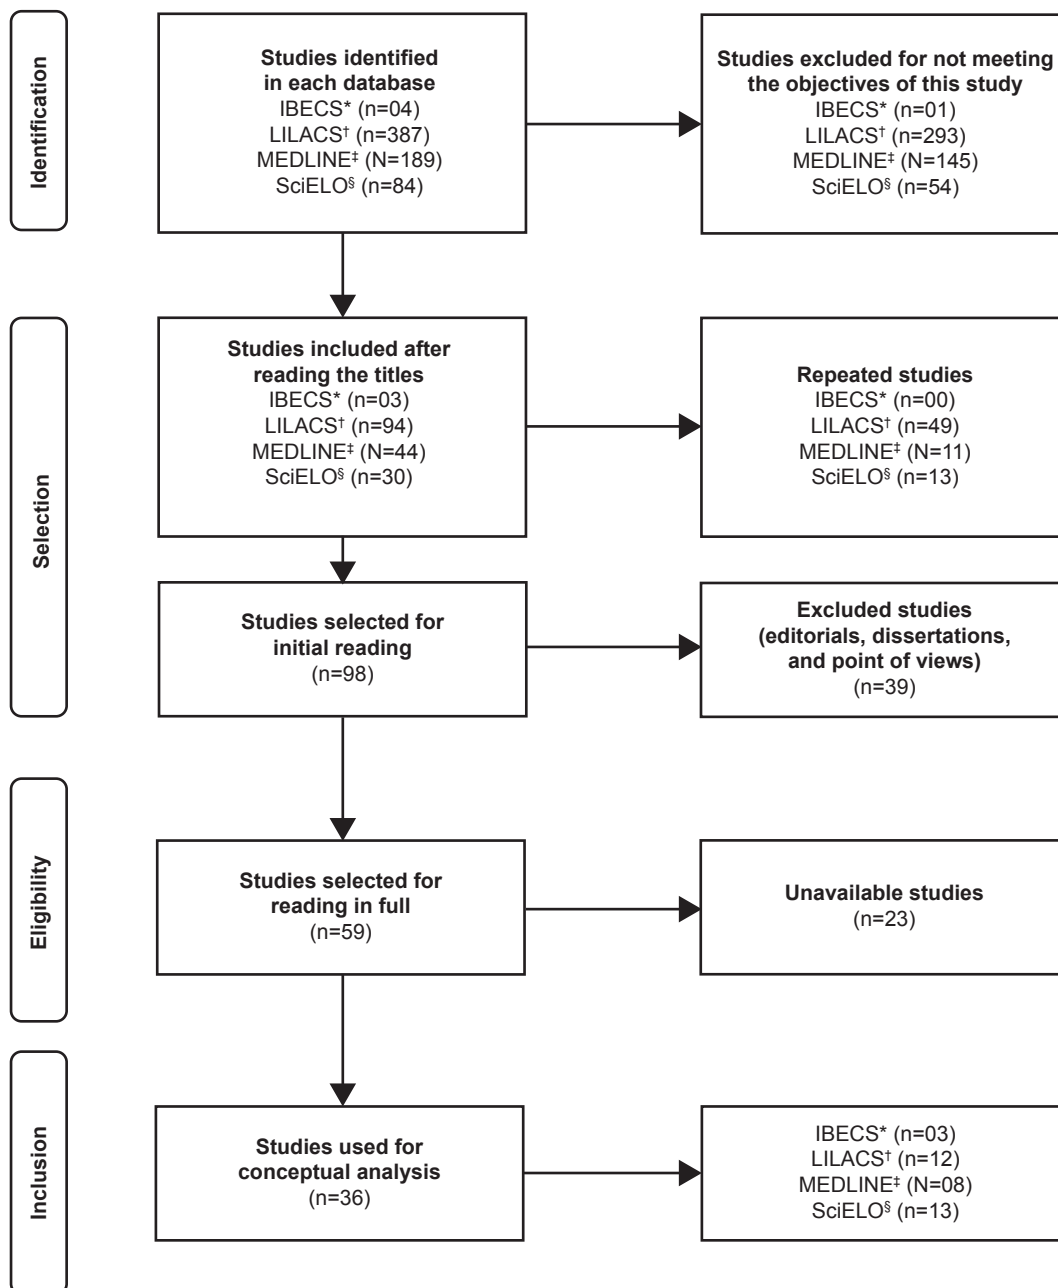 Identification
Studies identified
in each database
IBECS* (n=04)
LILACS† (n=387)
MEDLINE‡ (N=189)
SciELO§ (n=84)
Studies excluded for not meeting
the objectives of this study
IBECS* (n=01)
LILACS† (n=293)
MEDLINE‡ (N=145)
SciELO§ (n=54)
Selection
Studies included after
reading the titles
IBECS* (n=03)
LILACS† (n=94)
MEDLINE‡ (N=44)
SciELO§ (n=30)
Repeated studies
IBECS* (n=00)
LILACS† (n=49)
MEDLINE‡ (N=11)
SciELO§ (n=13)
Studies selected for
initial reading
(n=98)
Excluded studies
(editorials, dissertations,
and point of views)
(n=39)
Eligibility
Studies selected for
reading in full
(n=59)
Unavailable studies
(n=23)
Inclusion
Studies used for
conceptual analysis
(n=36)
IBECS* (n=03)
LILACS† (n=12)
MEDLINE‡ (N=08)
SciELO§ (n=13)